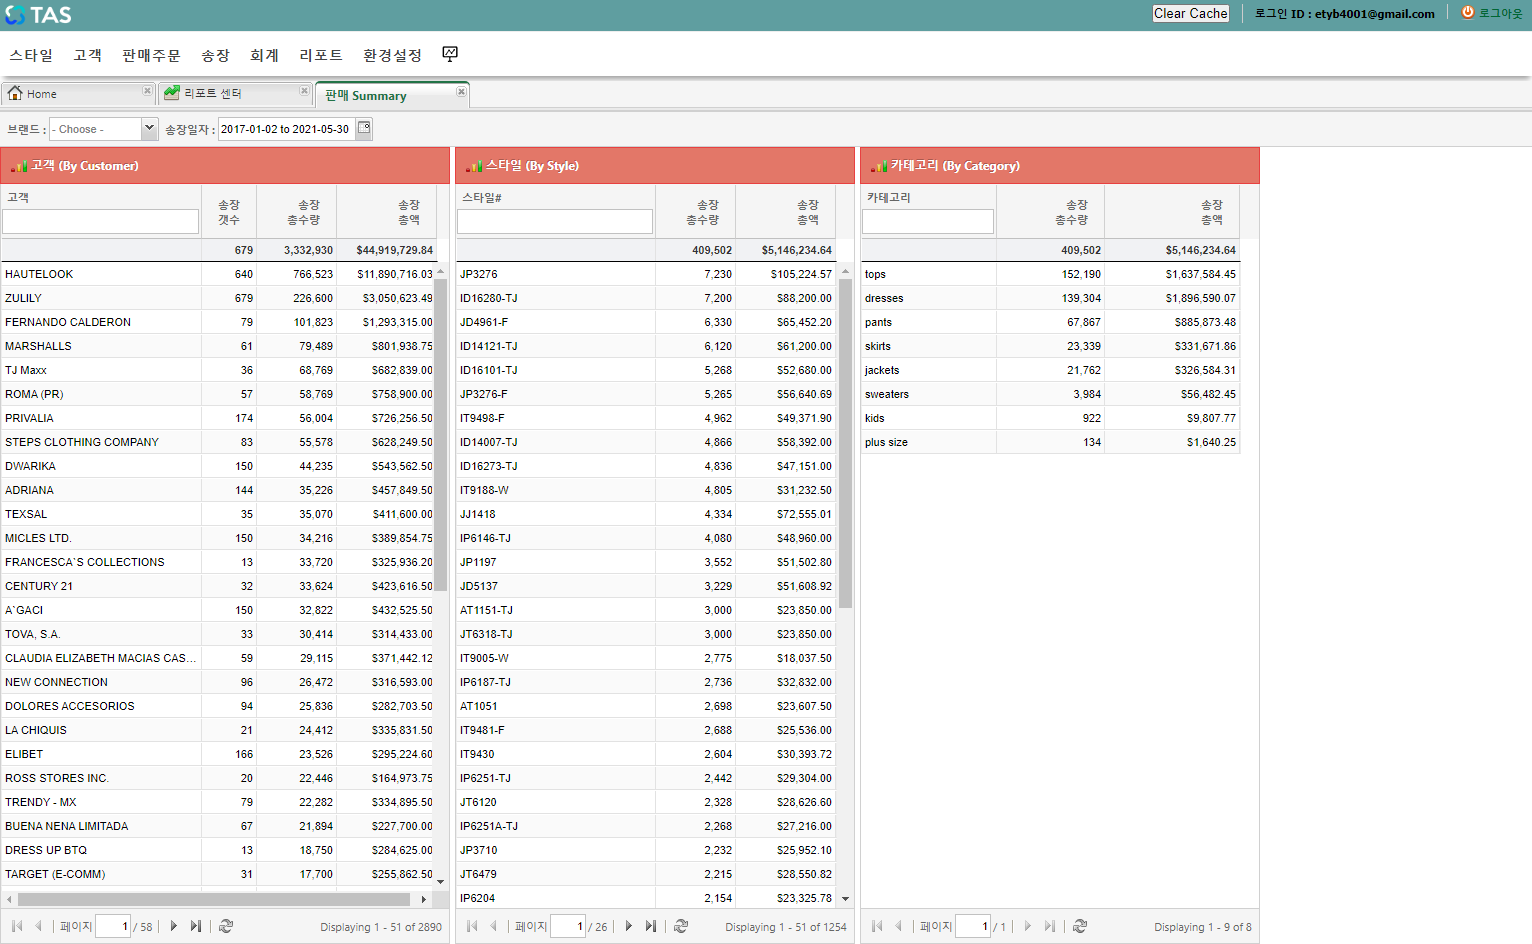 TAS
Clear Cache 로그인 ID : etyb4001@gmail.com 로그아웃
스타일 고객 판매주문 송장 회계 리포트 환경설정
Home 리포트 센터 판매 Summary
브랜드 : - Choose - 송장일자 : 2017-01-02 to 2021-05-30
고객 (By Customer)
고객 송장 갯수 송장 총수량 송장 총액
679 3,332,930 $44,919,729.84
HAUTELOOK 640 766,523 $11,890,716.03
ZULILY 679 226,600 $3,050,623.49
FERNANDO CALDERON 79 101,823 $1,293,315.00
MARSHALLS 61 79,489 $801,938.75
TJ Maxx 36 68,769 $682,839.00
ROMA (PR) 57 58,769 $758,900.00
PRIVALIA 174 56,004 $726,256.50
STEPS CLOTHING COMPANY 83 55,578 $628,249.50
DWARIKA 150 44,235 $543,562.50
ADRIANA 144 35,226 $457,849.50
TEXSAL 35 35,070 $411,600.00
MICLES LTD. 150 34,216 $389,854.75
FRANCESCA`S COLLECTIONS 13 33,720 $325,936.20
CENTURY 21 32 33,624 $423,616.50
A`GACI 150 32,822 $432,525.50
TOVA, S.A. 33 30,414 $314,433.00
CLAUDIA ELIZABETH MACIAS CAS... 59 29,115 $371,442.12
NEW CONNECTION 96 26,472 $316,593.00
DOLORES ACCESORIOS 94 25,836 $282,703.50
LA CHIQUIS 21 24,412 $335,831.50
ELIBET 166 23,526 $295,224.60
ROSS STORES INC. 20 22,446 $164,973.75
TRENDY - MX 79 22,282 $334,895.50
BUENA NENA LIMITADA 67 21,894 $227,700.00
DRESS UP BTQ 13 18,750 $284,625.00
TARGET (E-COMM) 31 17,700 $255,862.50
페이지 1 / 58 Displaying 1 - 51 of 2890
스타일 (By Style)
스타일# 송장 총수량 송장 총액
409,502 $5,146,234.64
JP3276 7,230 $105,224.57
ID16280-TJ 7,200 $88,200.00
JD4961-F 6,330 $65,452.20
ID14121-TJ 6,120 $61,200.00
ID16101-TJ 5,268 $52,680.00
JP3276-F 5,265 $56,640.69
IT9498-F 4,962 $49,371.90
ID14007-TJ 4,866 $58,392.00
ID16273-TJ 4,836 $47,151.00
IT9188-W 4,805 $31,232.50
JJ1418 4,334 $72,555.01
IP6146-TJ 4,080 $48,960.00
JP1197 3,552 $51,502.80
JD5137 3,229 $51,608.92
AT1151-TJ 3,000 $23,850.00
JT6318-TJ 3,000 $23,850.00
IT9005-W 2,775 $18,037.50
IP6187-TJ 2,736 $32,832.00
AT1051 2,698 $23,607.50
IT9481-F 2,688 $25,536.00
IT9430 2,604 $30,393.72
IP6251-TJ 2,442 $29,304.00
JT6120 2,328 $28,626.60
IP6251A-TJ 2,268 $27,216.00
JP3710 2,232 $25,952.10
JT6479 2,215 $28,550.82
IP6204 2,154 $23,325.78
페이지 1 / 26 Displaying 1 - 51 of 1254
카테고리 (By Category)
카테고리 송장 총수량 송장 총액
409,502 $5,146,234.64
tops 152,190 $1,637,584.45
dresses 139,304 $1,896,590.07
pants 67,867 $885,873.48
skirts 23,339 $331,671.86
jackets 21,762 $326,584.31
sweaters 3,984 $56,482.45
kids 922 $9,807.77
plus size 134 $1,640.25
페이지 1 / 1 Displaying 1 - 9 of 8